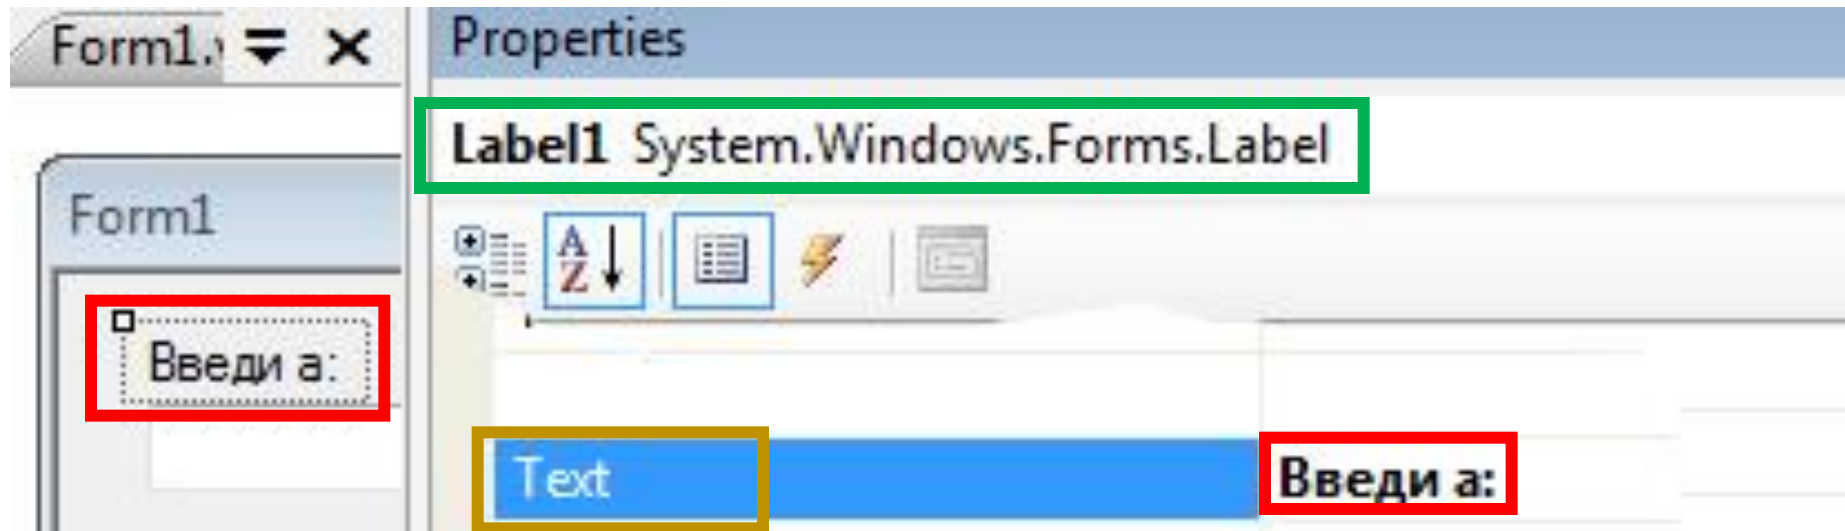 Form1.
Properties
Label1 System.Windows.Forms.Label
Form1
A
Z
Введи а:
Text
Введи а: